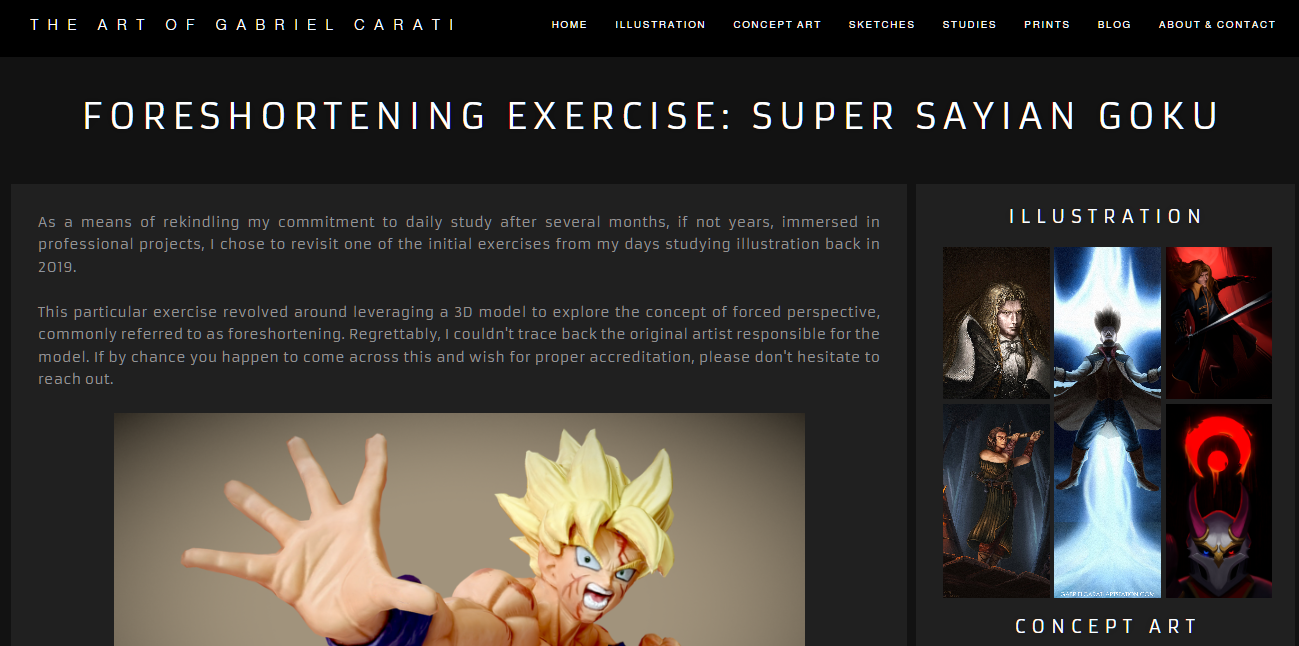 THE ART OF GABRIEL CARATI
HOME ILLUSTRATION CONCEPT ART SKETCHES STUDIES PRINTS BLOG ABOUT & CONTACT
FORESHORTENING EXERCISE: SUPER SAYIAN GOKU
As a means of rekindling my commitment to daily study after several months, if not years, immersed in
professional projects, I chose to revisit one of the initial exercises from my days studying illustration back in
2019.
This particular exercise revolved around leveraging a 3D model to explore the concept of forced perspective,
commonly referred to as foreshortening. Regrettably, I couldn't trace back the original artist responsible for the
model. If by chance you happen to come across this and wish for proper accreditation, please don't hesitate to
reach out.
ILLUSTRATION
GABRIELCARATI.ARTSTATION.COM
CONCEPT ART